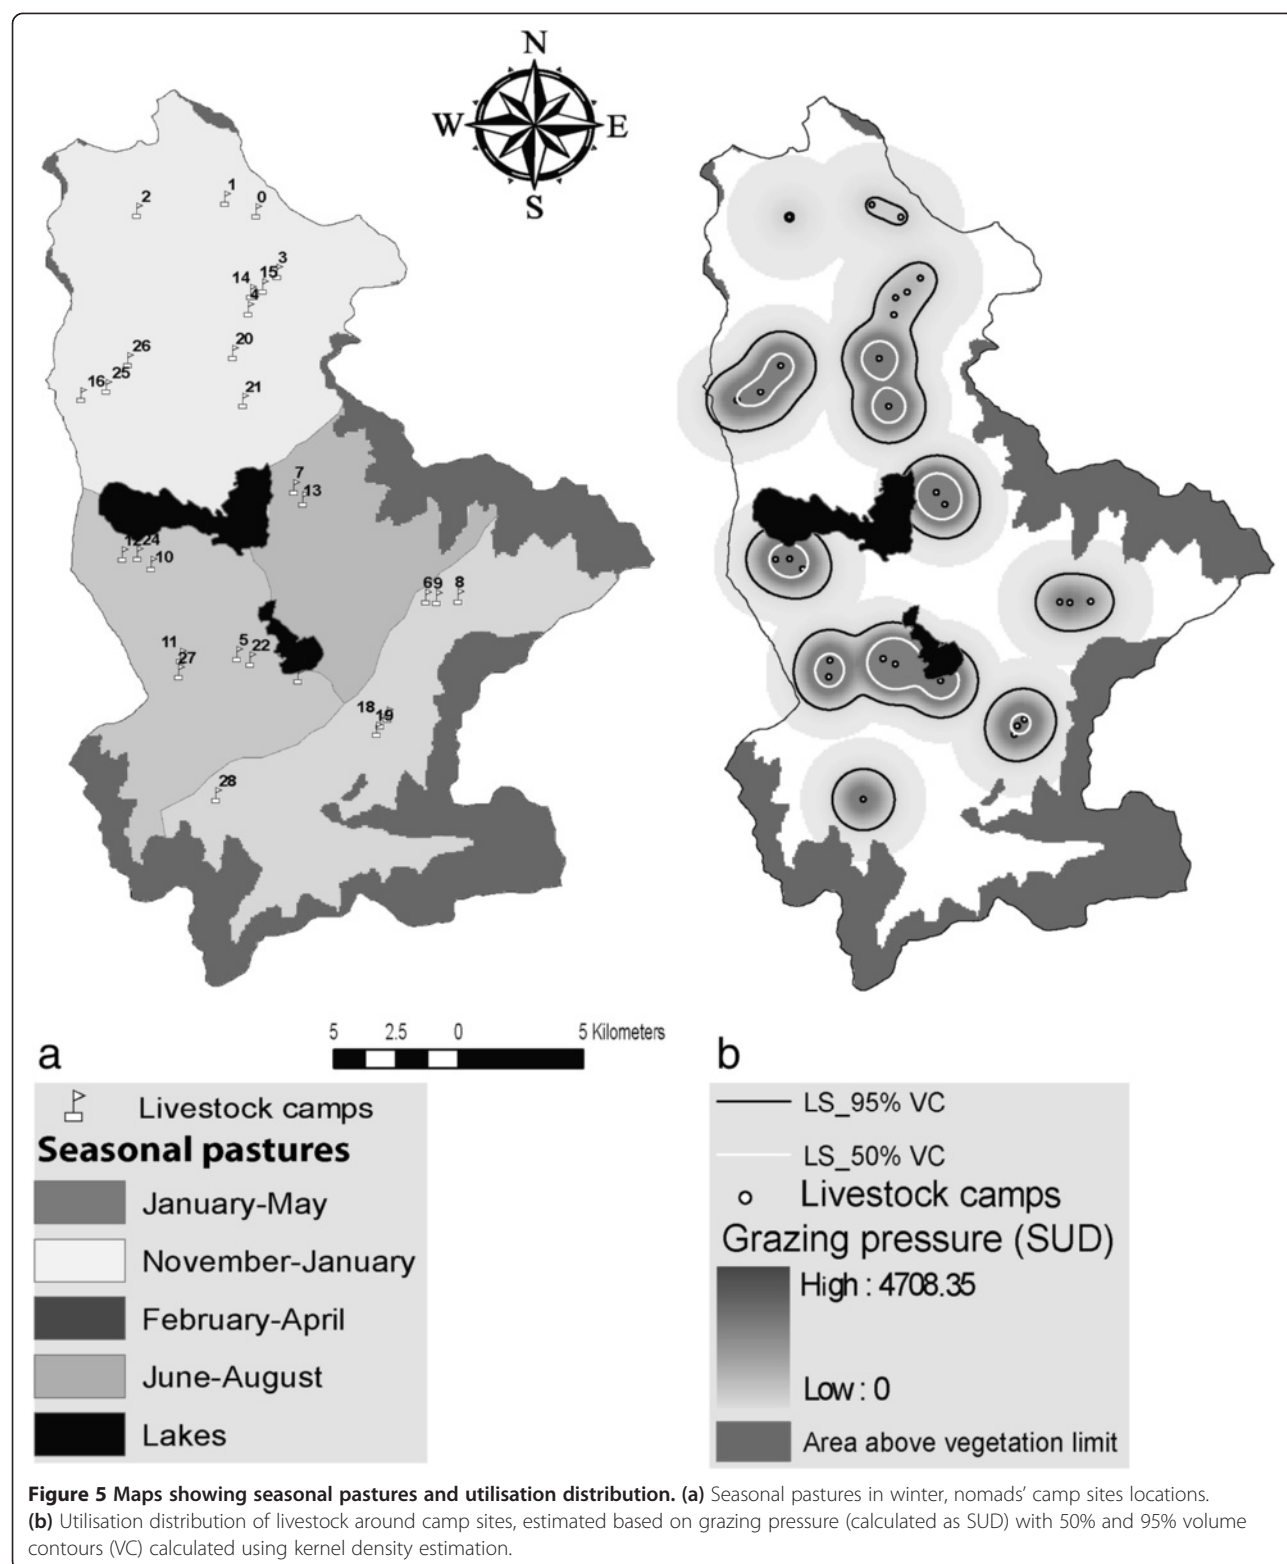 N
W E
S
2 1 0
3
14 15
4
20
26
16 25
21
7
13
12 24
10
69 8
11 5 22
27
18 19
28
5 2.5 0 5 Kilometers
a
Livestock camps
Seasonal pastures
January-May
November-January
February-April
June-August
Lakes
b
LS_95% VC
LS_50% VC
Livestock camps
Grazing pressure (SUD)
High : 4708.35
Low : 0
Area above vegetation limit
Figure 5 Maps showing seasonal pastures and utilisation distribution. (a) Seasonal pastures in winter, nomads' camp sites locations.
(b) Utilisation distribution of livestock around camp sites, estimated based on grazing pressure (calculated as SUD) with 50% and 95% volume
contours (VC) calculated using kernel density estimation.